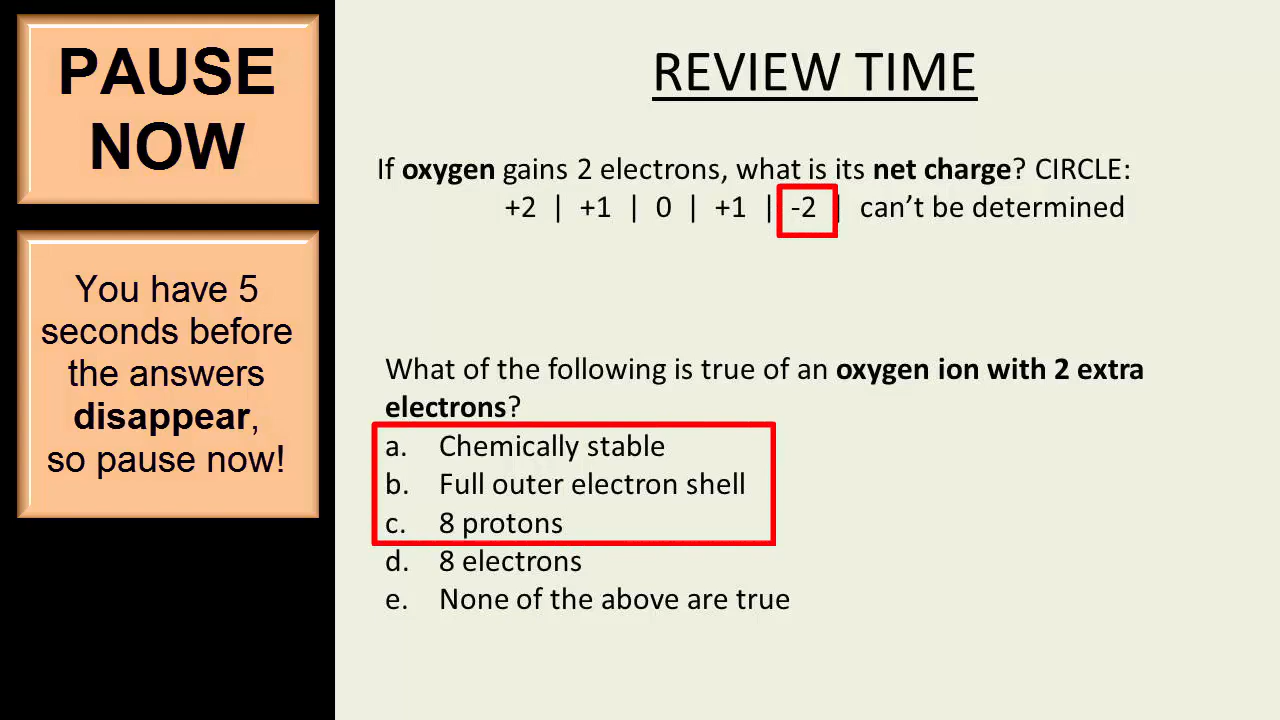 PAUSE
NOW
You have 5
seconds before
the answers
disappear,
so pause now!
REVIEW TIME
If oxygen gains 2 electrons, what is its net charge? CIRCLE:
+2 | +1 | 0 | +1 | -2 | can’t be determined
What of the following is true of an oxygen ion with 2 extra
electrons?
a. Chemically stable
b. Full outer electron shell
c. 8 protons
d. 8 electrons
e. None of the above are true